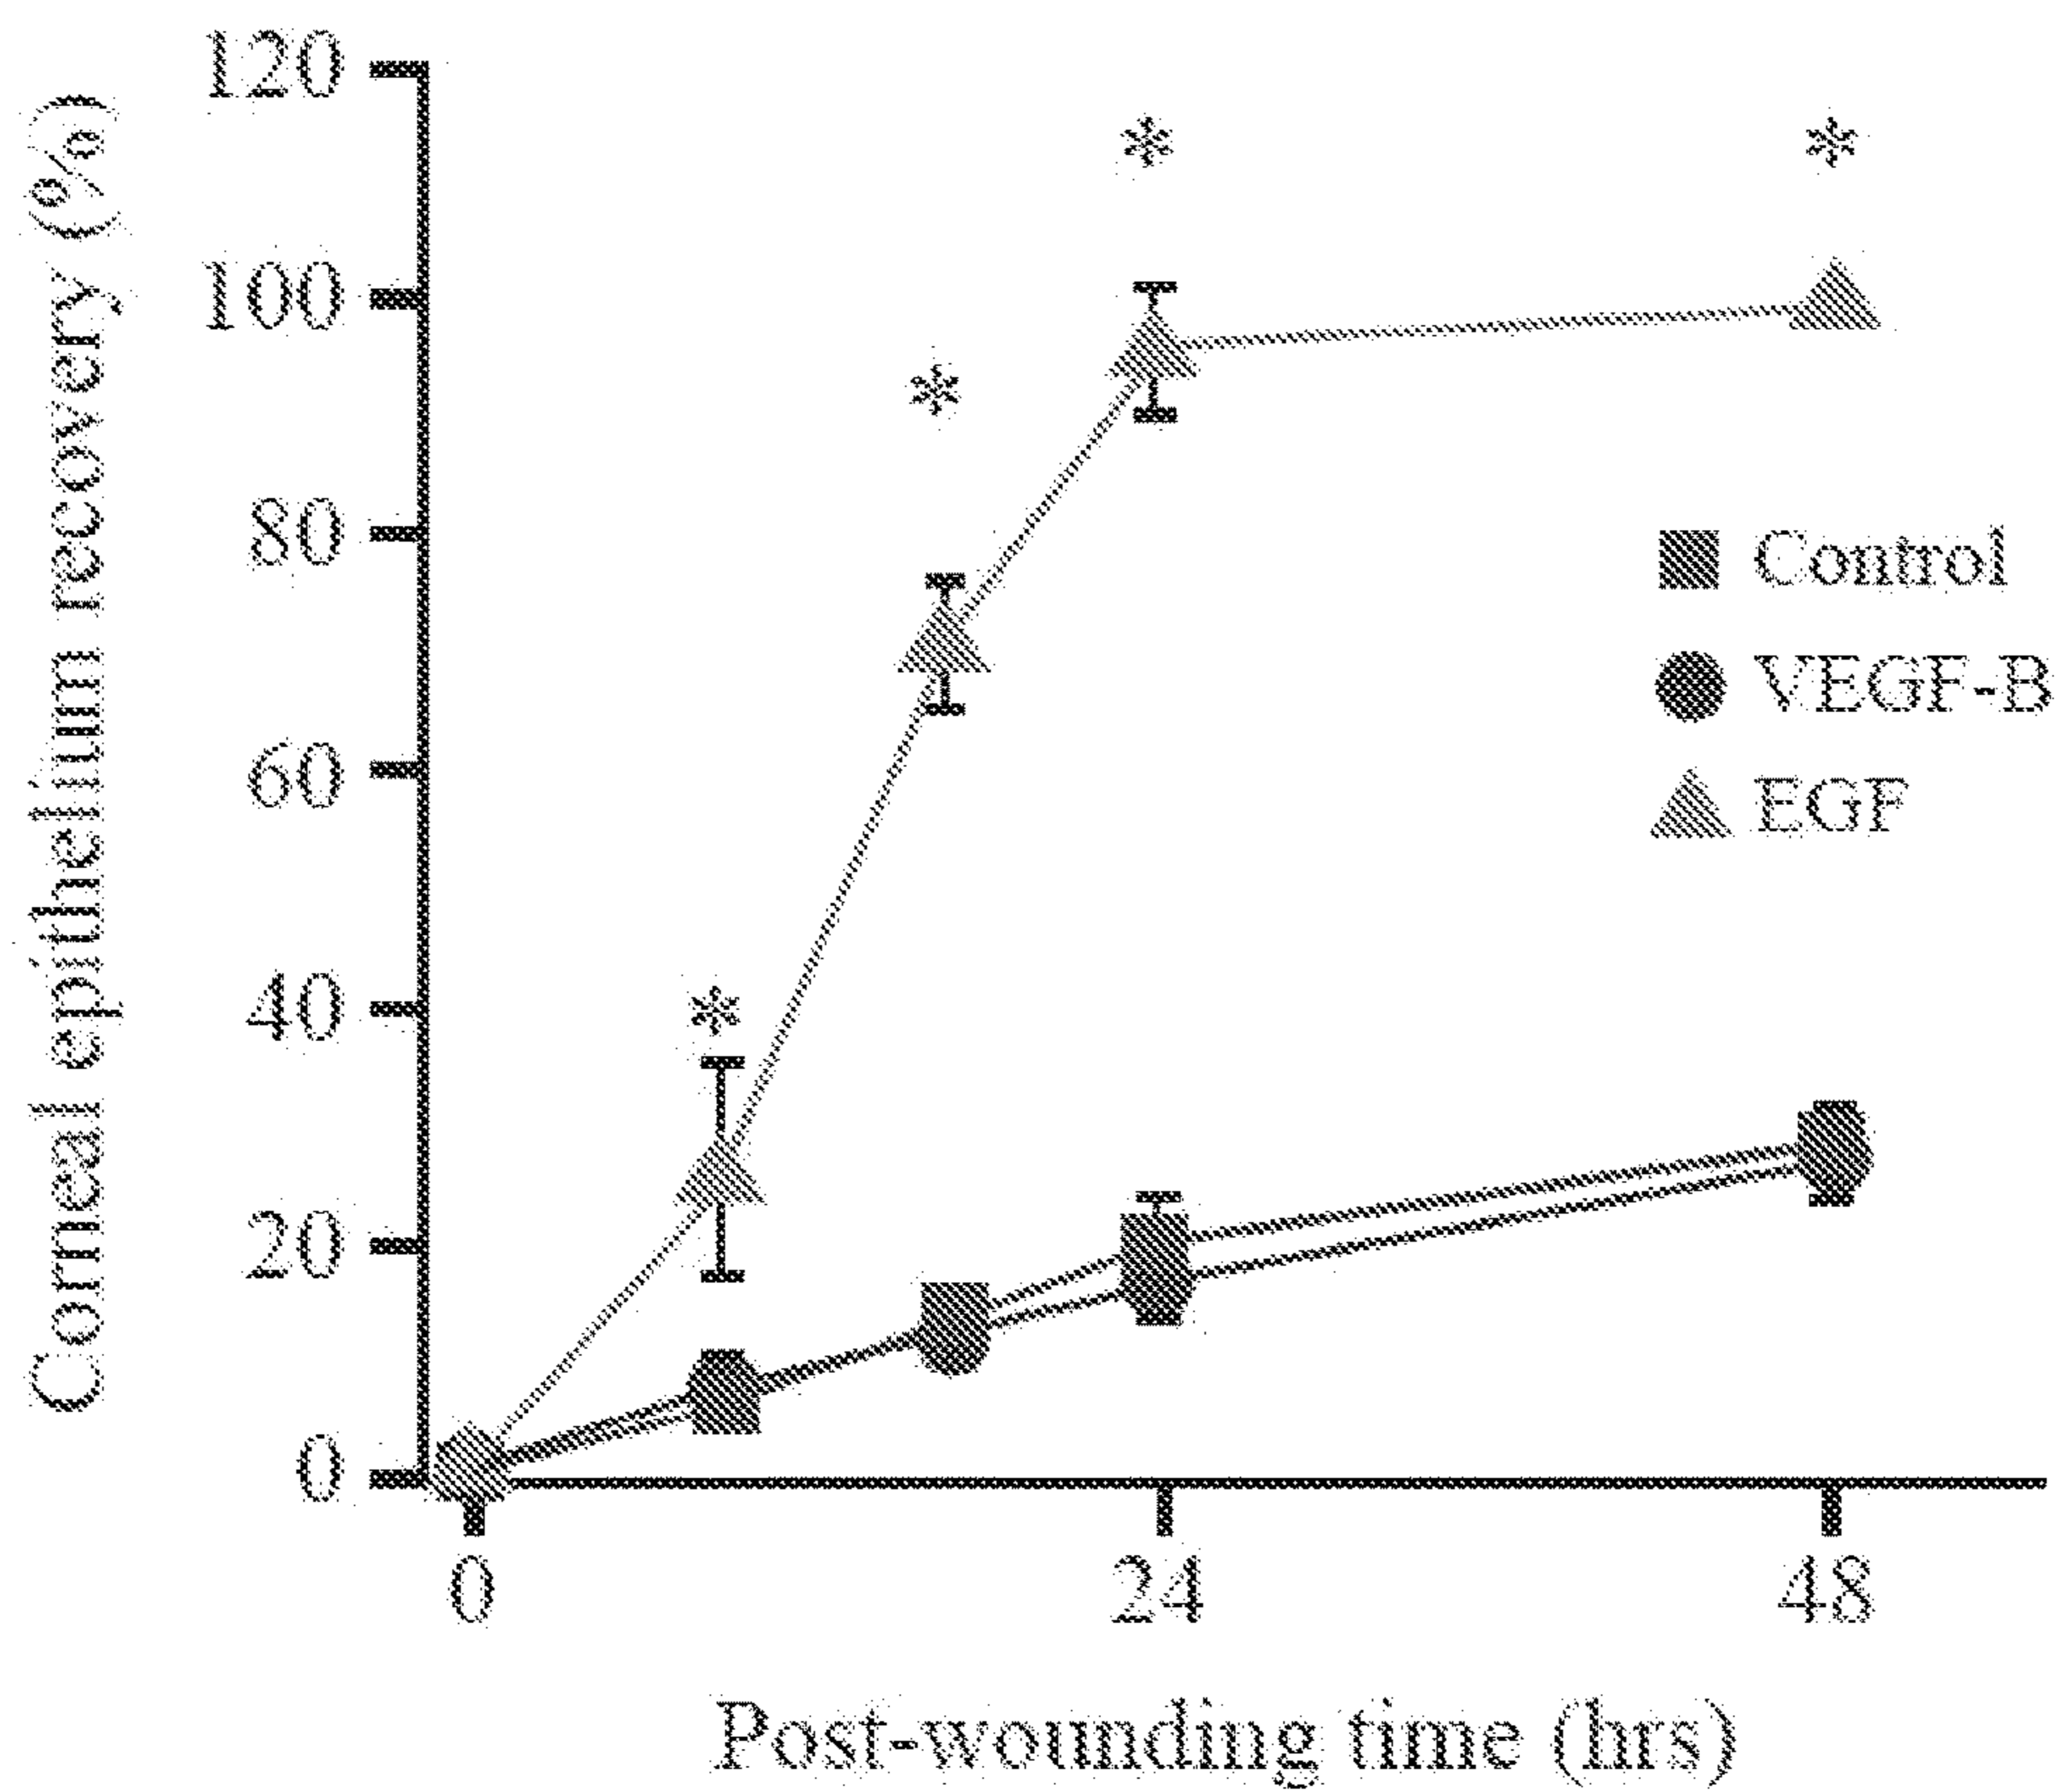 Corneal epithelium recovery (%)
120
100
80
60
40
20
0
*
*
*
*
Control
VEGF-B
EGF
0
24
48
Post-wounding time (hrs)